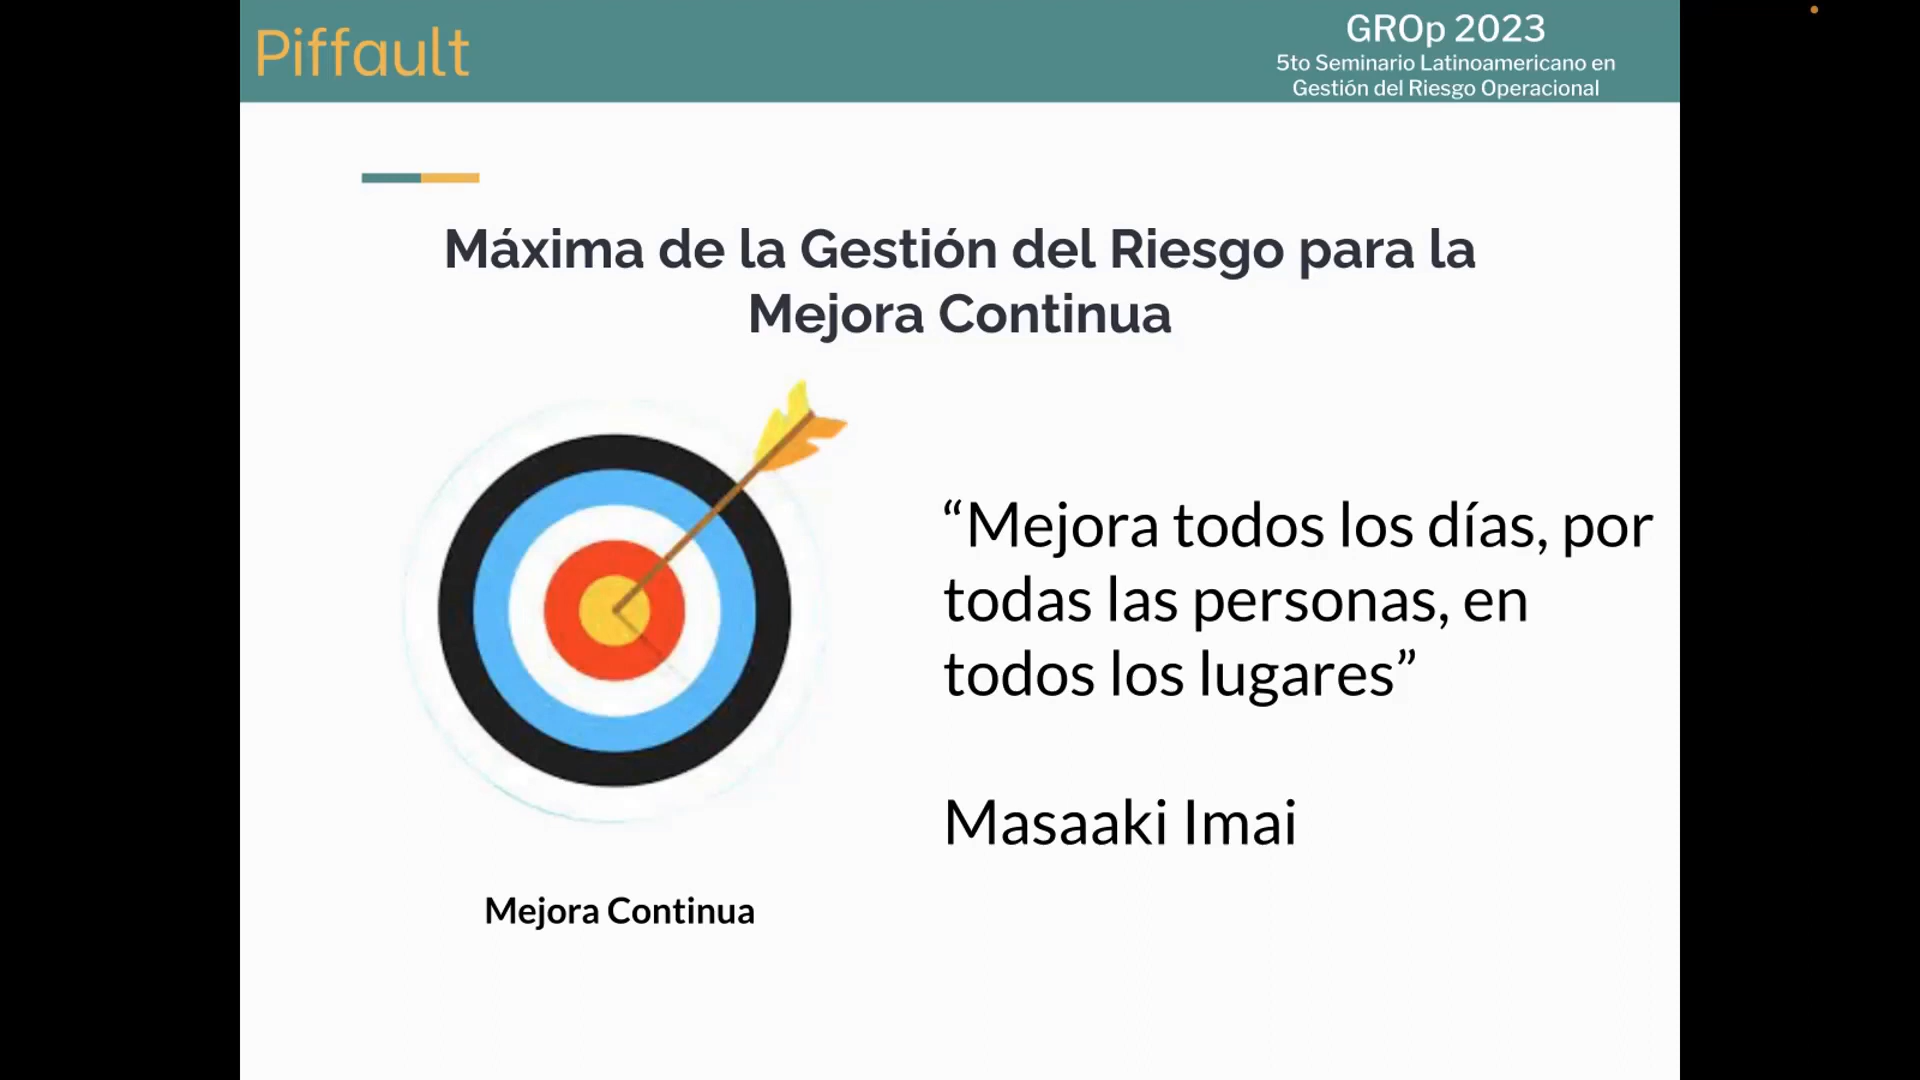 Piffault
GROp 2023
5to Seminario Latinoamericano en
Gestión del Riesgo Operacional
Máxima de la Gestión del Riesgo para la
Mejora Continua
“Mejora todos los días, por
todas las personas, en
todos los lugares”
Masaaki Imai
Mejora Continua